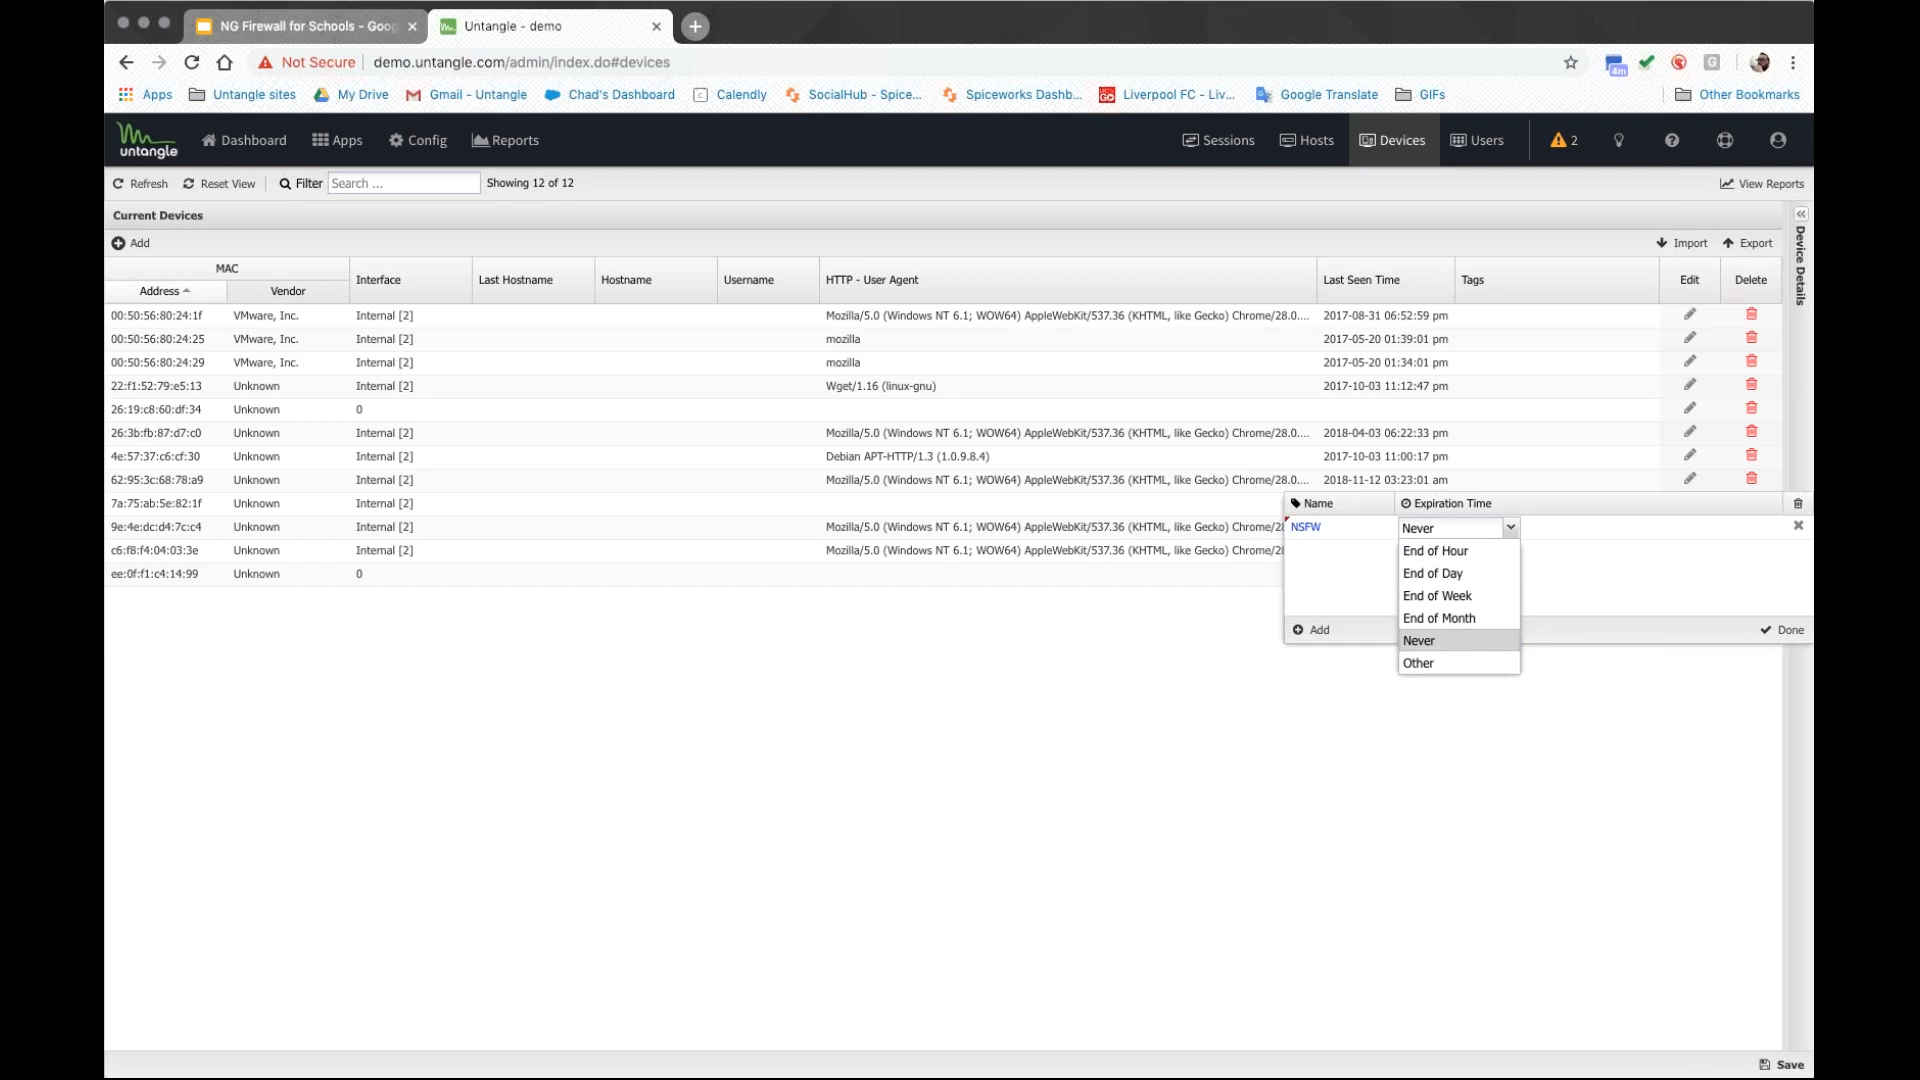 NG Firewall for Schools - Goog
Untangle - demo
Not Secure demo.untangle.com/admin/index.do#devices
4m
G
Apps Untangle sites My Drive Gmail - Untangle Chad's Dashboard Calendly SocialHub - Spice... Spiceworks Dashb... Liverpool FC - Liv... Google Translate GIFs Other Bookmarks
untangle Dashboard Apps Config Reports Sessions Hosts Devices Users 2
Refresh Reset View Filter Search ... Showing 12 of 12 View Reports
Current Devices
Add Import Export
Device Details
MAC
Address Vendor Interface Last Hostname Hostname Username HTTP - User Agent Last Seen Time Tags Edit Delete
00:50:56:80:24:1f VMware, Inc. Internal [2] Mozilla/5.0 (Windows NT 6.1; WOW64) AppleWebKit/537.36 (KHTML, like Gecko) Chrome/28.0.... 2017-08-31 06:52:59 pm
00:50:56:80:24:25 VMware, Inc. Internal [2] mozilla 2017-05-20 01:39:01 pm
00:50:56:80:24:29 VMware, Inc. Internal [2] mozilla 2017-05-20 01:34:01 pm
22:f1:52:79:e5:13 Unknown Internal [2] Wget/1.16 (linux-gnu) 2017-10-03 11:12:47 pm
26:19:c8:60:df:34 Unknown 0
26:3b:fb:87:d7:c0 Unknown Internal [2] Mozilla/5.0 (Windows NT 6.1; WOW64) AppleWebKit/537.36 (KHTML, like Gecko) Chrome/28.0.... 2018-04-03 06:22:33 pm
4e:57:37:c6:cf:30 Unknown Internal [2] Debian APT-HTTP/1.3 (1.0.9.8.4) 2017-10-03 11:00:17 pm
62:95:3c:68:78:a9 Unknown Internal [2] Mozilla/5.0 (Windows NT 6.1; WOW64) AppleWebKit/537.36 (KHTML, like Gecko) Chrome/28.0.... 2018-11-12 03:23:01 am
7a:75:ab:5e:82:1f Unknown Internal [2]
9e:4e:dc:d4:7c:c4 Unknown Internal [2] Mozilla/5.0 (Windows NT 6.1; WOW64) AppleWebKit/537.36 (KHTML, like Gecko) Chrome/28
c6:f8:f4:04:03:3e Unknown Internal [2] Mozilla/5.0 (Windows NT 6.1; WOW64) AppleWebKit/537.36 (KHTML, like Gecko) Chrome/28
ee:0f:f1:c4:14:99 Unknown 0
Name Expiration Time
NSFW Never
End of Hour
End of Day
End of Week
End of Month
Never
Other
Add Done
Save